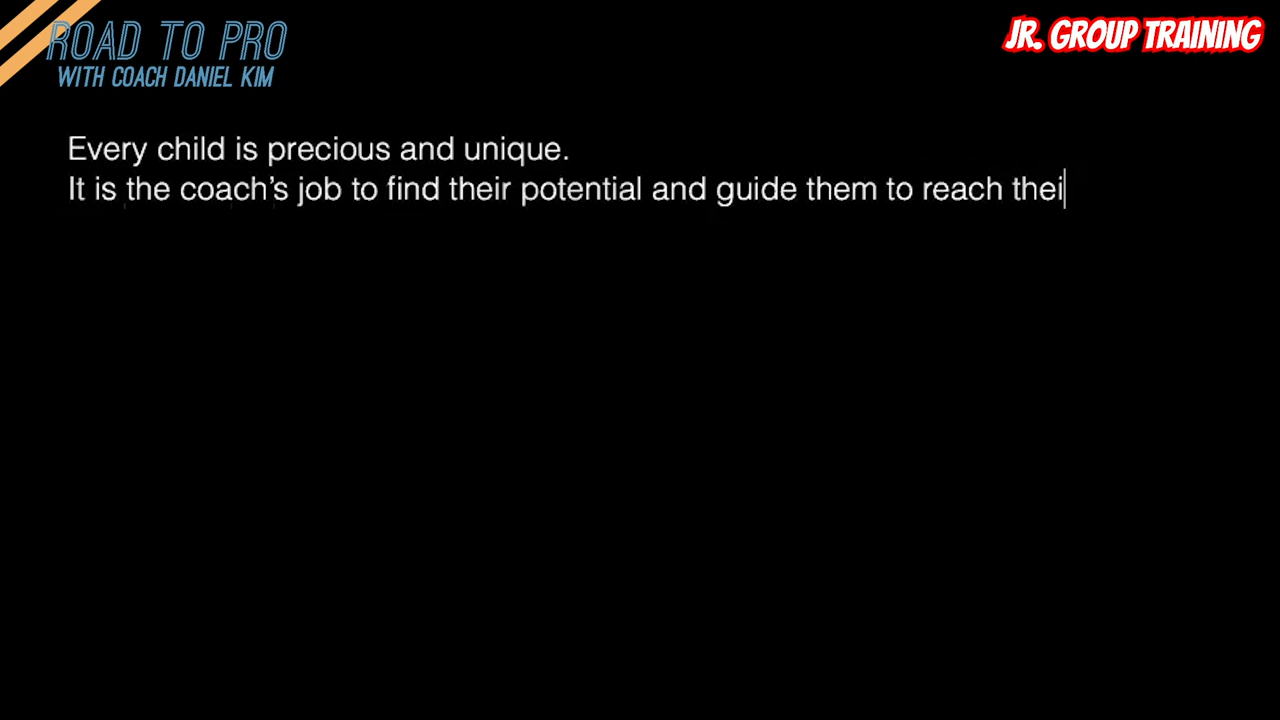 ROAD TO PRO
WITH COACH DANIEL KIM
JR. GROUP TRAINING
Every child is precious and unique.
It is the coach’s job to find their potential and guide them to reach thei